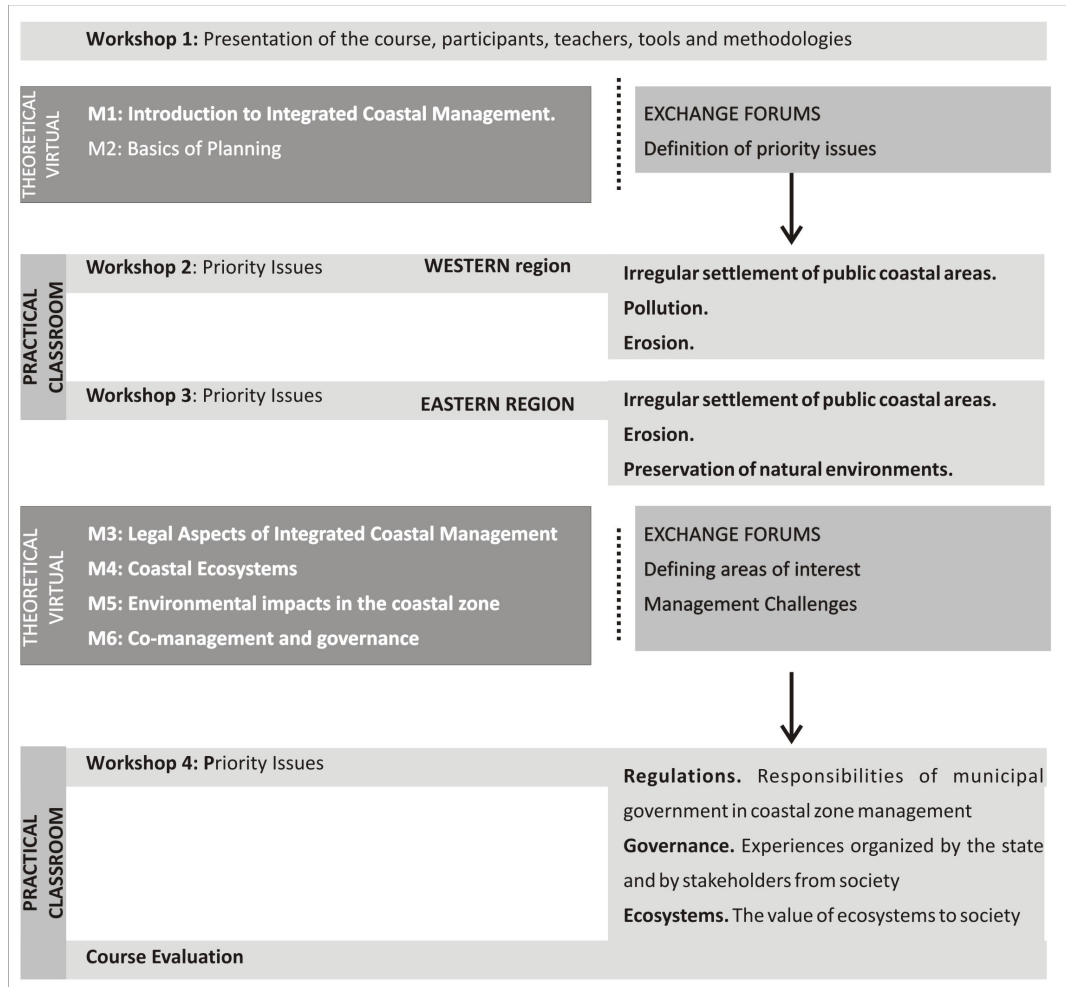 Workshop 1: Presentation of the course, participants, teachers, tools and methodologies
THEORETICAL
VIRTUAL
M1: Introduction to Integrated Coastal Management.
M2: Basics of Planning
EXCHANGE FORUMS
Definition of priority issues
PRACTICAL
CLASSROOM
Workshop 2: Priority Issues
WESTERN region
Irregular settlement of public coastal areas.
Pollution.
Erosion.
Workshop 3: Priority Issues
EASTERN REGION
Irregular settlement of public coastal areas.
Erosion.
Preservation of natural environments.
THEORETICAL
VIRTUAL
M3: Legal Aspects of Integrated Coastal Management
M4: Coastal Ecosystems
M5: Environmental impacts in the coastal zone
M6: Co-management and governance
EXCHANGE FORUMS
Defining areas of interest
Management Challenges
PRACTICAL
CLASSROOM
Workshop 4: Priority Issues
Regulations. Responsibilities of municipal
government in coastal zone management
Governance. Experiences organized by the state
and by stakeholders from society
Ecosystems. The value of ecosystems to society
Course Evaluation